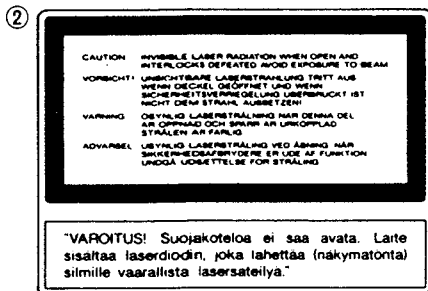 ②
CAUTION INVISIBLE LASER RADIATION WHEN OPEN AND
INTERLOCKS DEFEATED AVOID EXPOSURE TO BEAM
VORSICHT! UNSICHTBARE LASERSTRAHLUNG TRITT AUS
WENN DECKEL GEÖFFNET UND WENN
SICHERHEITSVERRIEGELUNG ÜBERBRÜCKT IST
NICHT DEM STRAHL AUSSETZEN!
VARNING OSYNLIG LASERSTRÅLNING NÄR DENNA DEL
ÄR ÖPPNAD OCH SPÄRR ÄR URKOPPLAD
STRÅLEN ÄR FARLIG
ADVARSEL USYNLIG LASERSTRÅLING VED ÅBNING NÅR
SIKKERHEDSAFBRYDERE ER UDE AF FUNKTION
UNDGÅ UDSÆTTELSE FOR STRÅLING
"VAROITUS! Suojakoteloa ei saa avata. Laite
sisältää laserdiodin, joka lähettää (näkymätöntä)
silmille vaarallista lasersäteilyä."